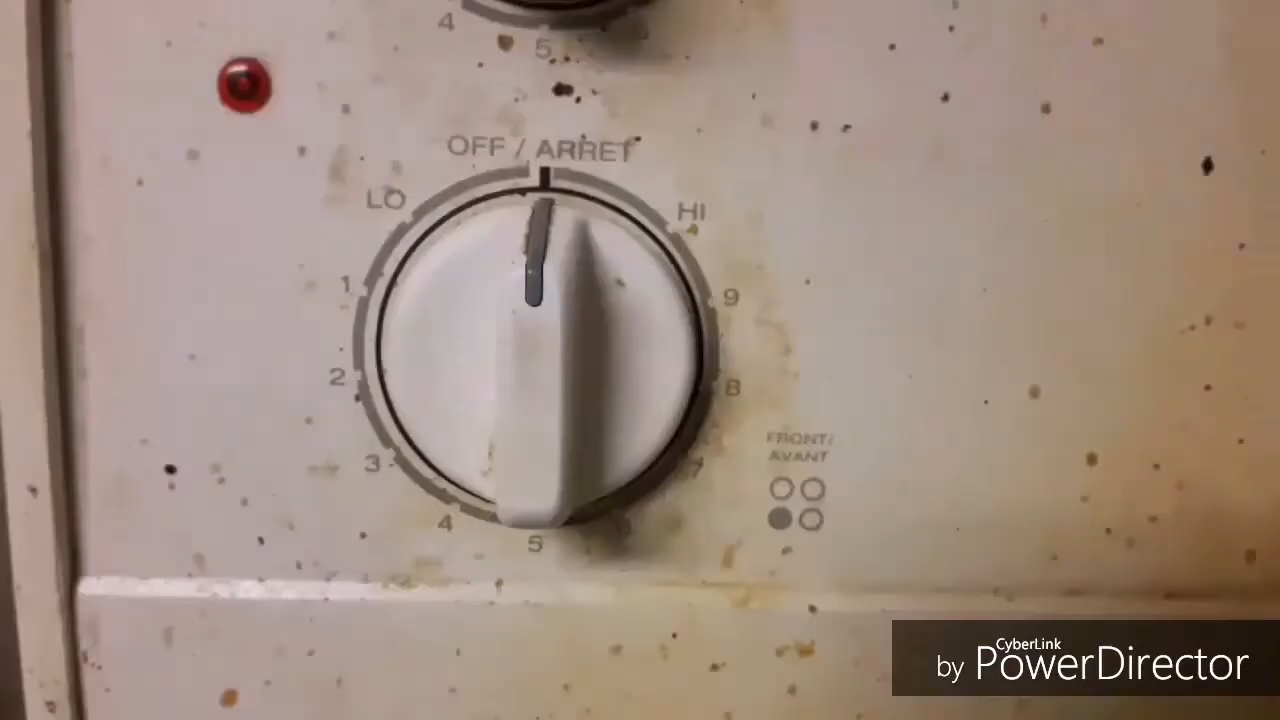 4
5
OFF / ARRET
LO
HI
1
9
2
8
3
7
4
5
FRONT/
AVANT
CyberLink
by PowerDirector